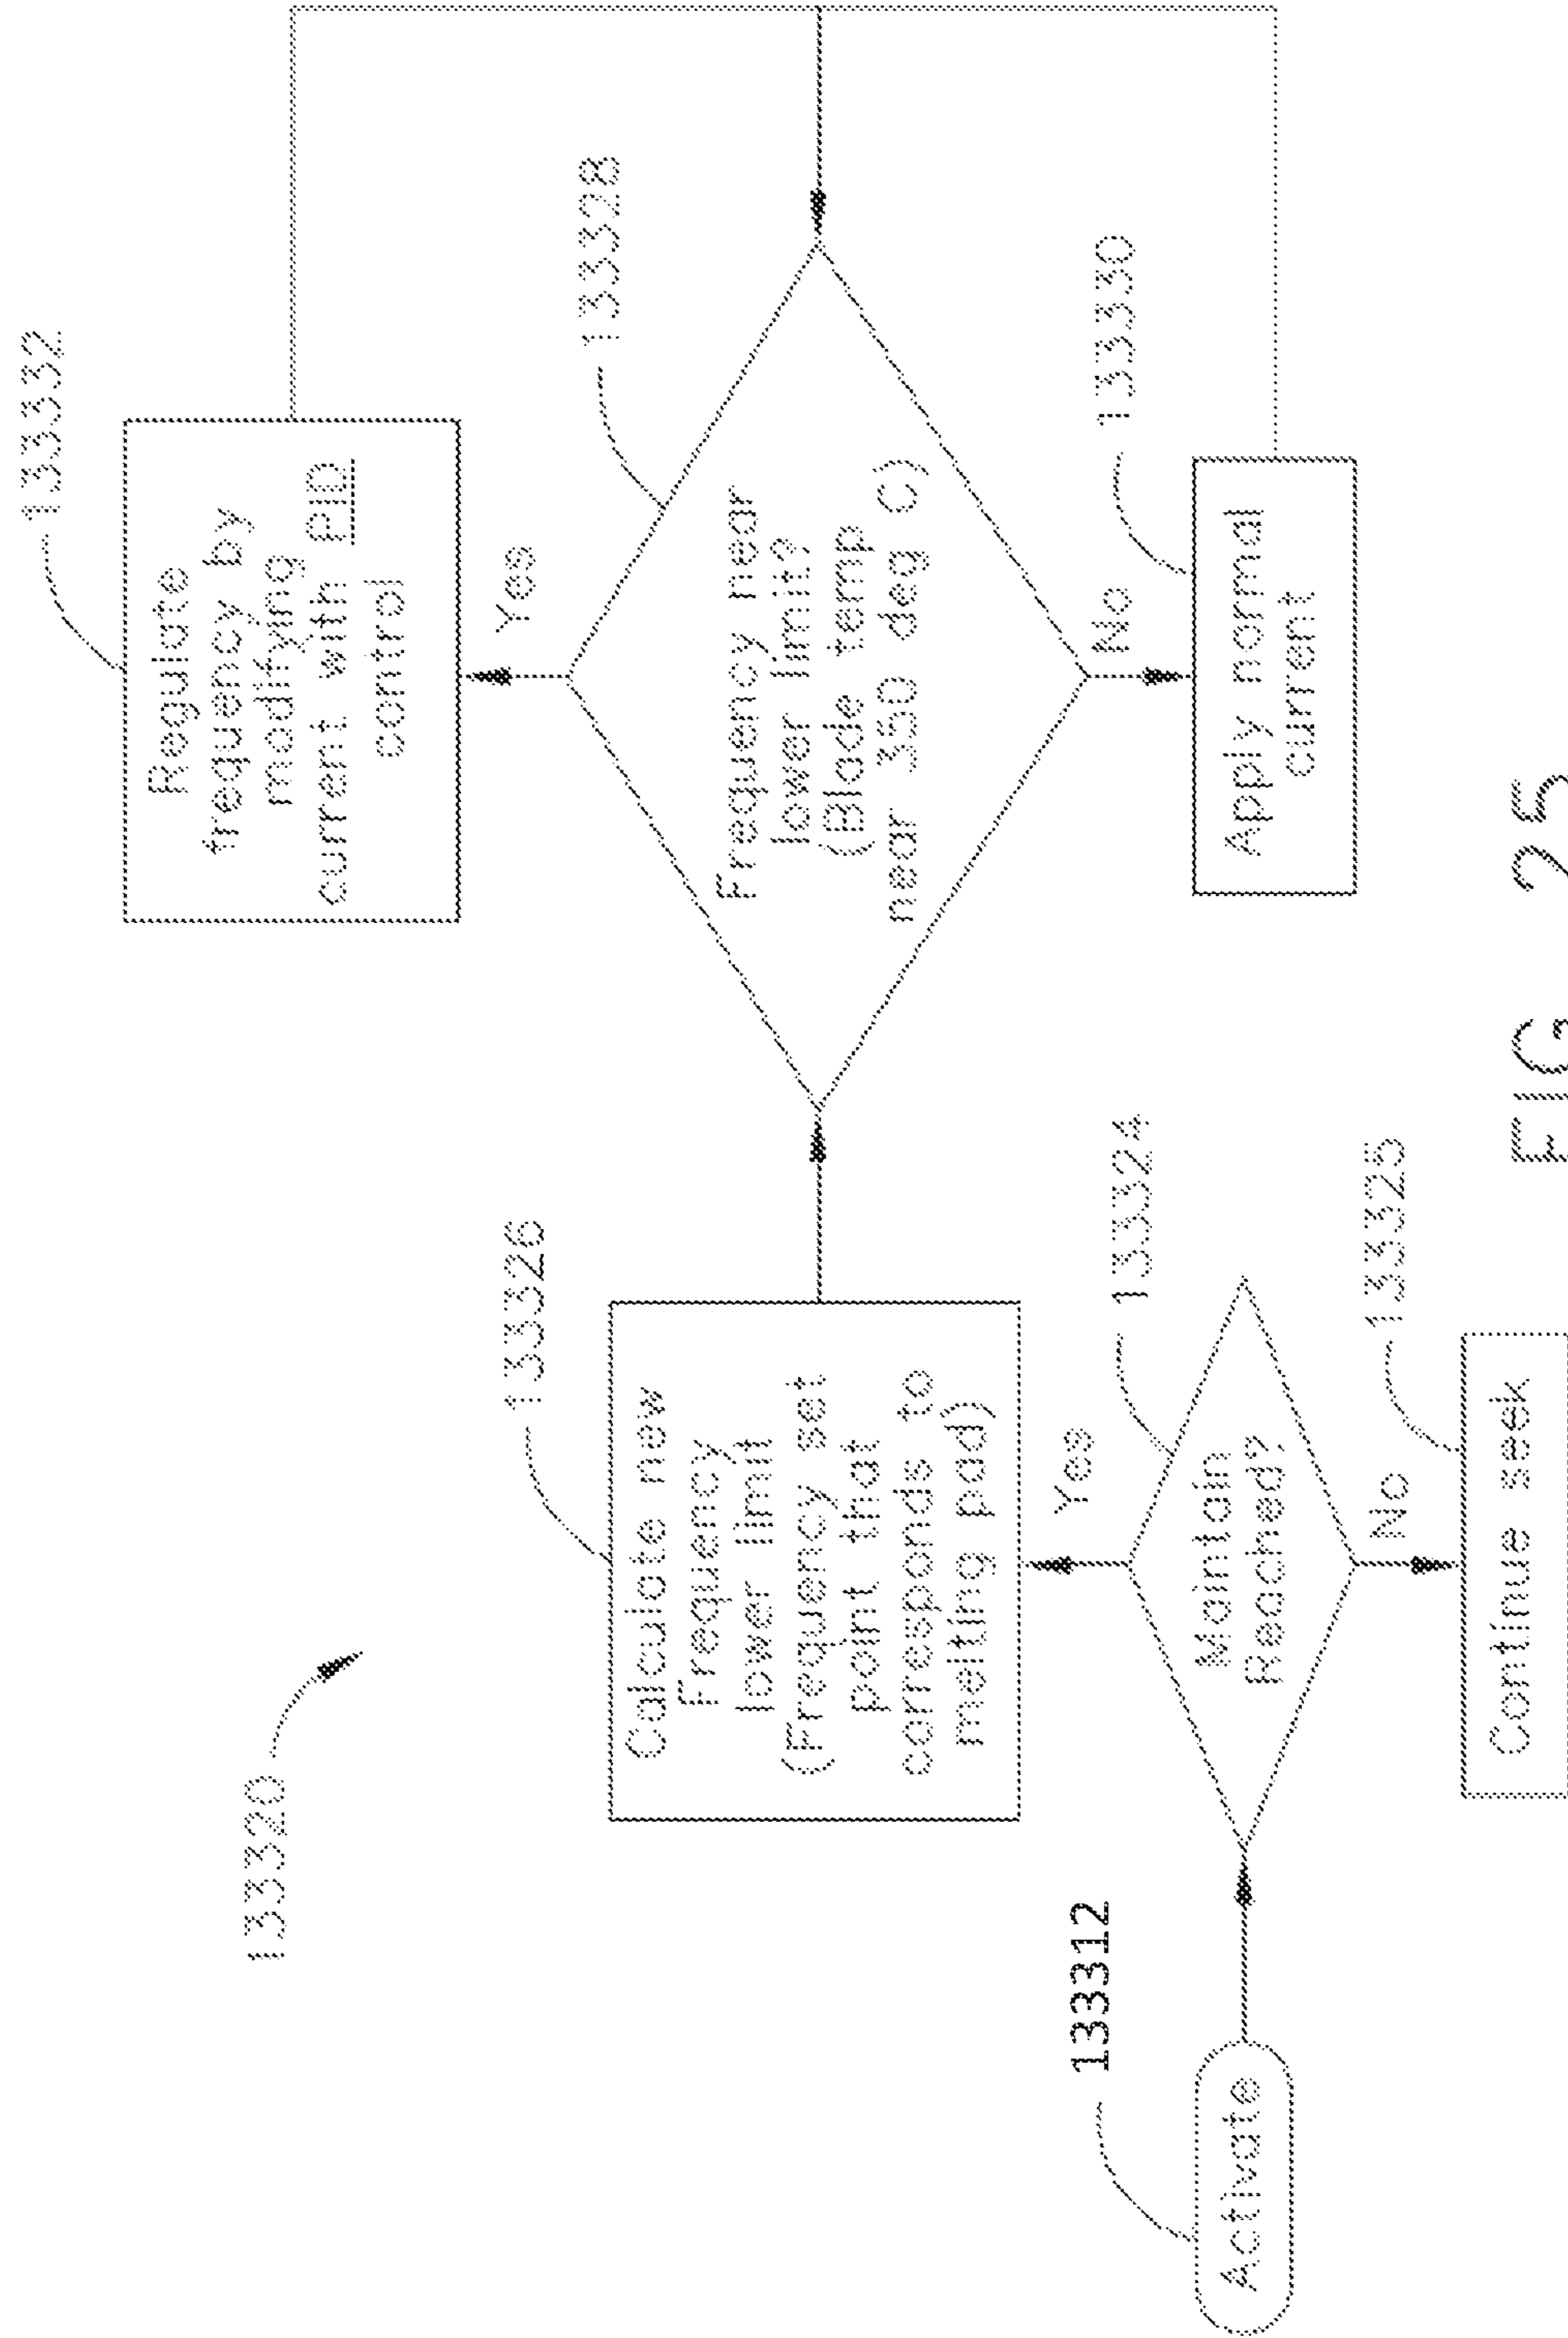 133320
133312
Activate
133324
Maintain
Reached?
Yes
No
133325
Continue seek
133326
Calculate new
Frequency
lower limit
(Frequency set
point that
corresponds to
melting pad)
133328
Frequency near
lower limit?
(Blade temp
near 350 deg C)
Yes
No
133332
Regulate
frequency by
modifying
current with PID
control
133330
Apply normal
current
FIG 25